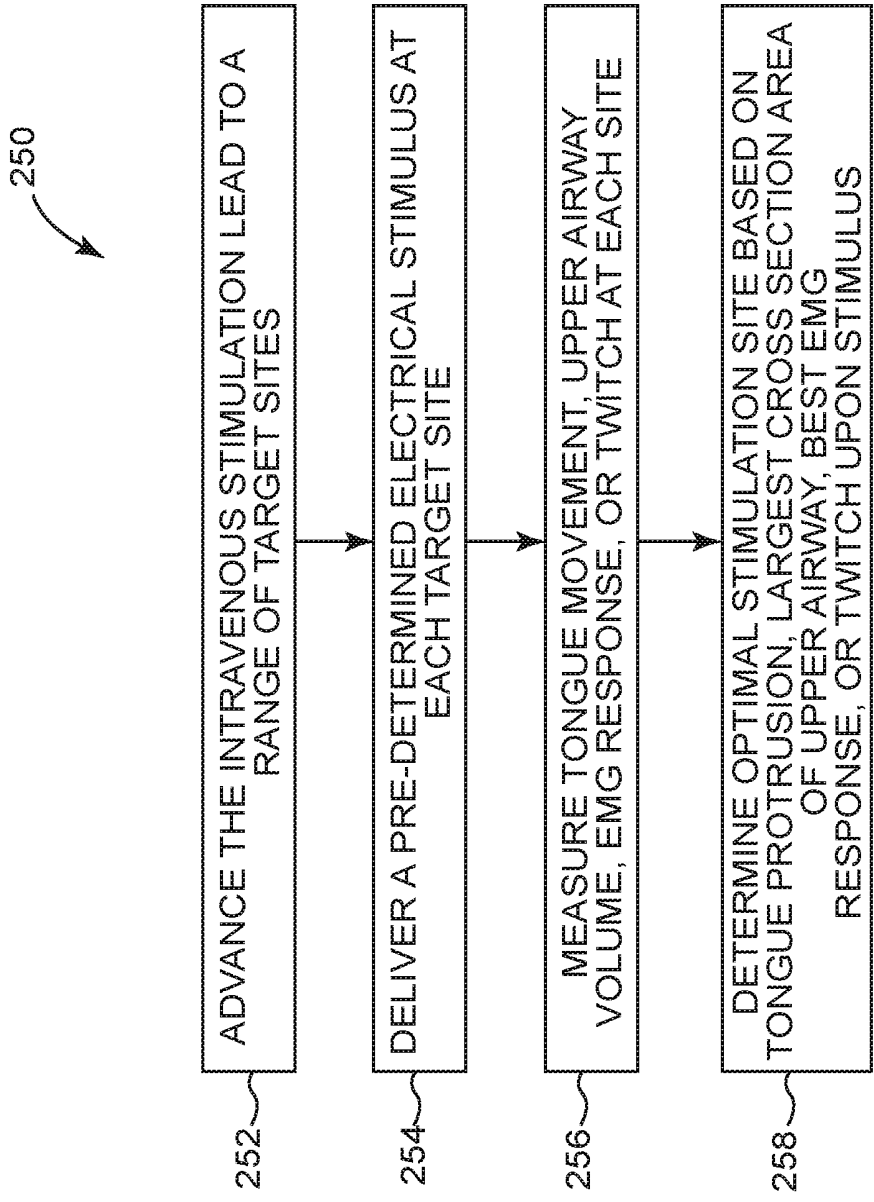 250
252
ADVANCE THE INTRAVENOUS STIMULATION LEAD TO A
RANGE OF TARGET SITES
254
DELIVER A PRE-DETERMINED ELECTRICAL STIMULUS AT
EACH TARGET SITE
256
MEASURE TONGUE MOVEMENT, UPPER AIRWAY
VOLUME, EMG RESPONSE, OR TWITCH AT EACH SITE
258
DETERMINE OPTIMAL STIMULATION SITE BASED ON
TONGUE PROTRUSION, LARGEST CROSS SECTION AREA
OF UPPER AIRWAY, BEST EMG
RESPONSE, OR TWITCH UPON STIMULUS